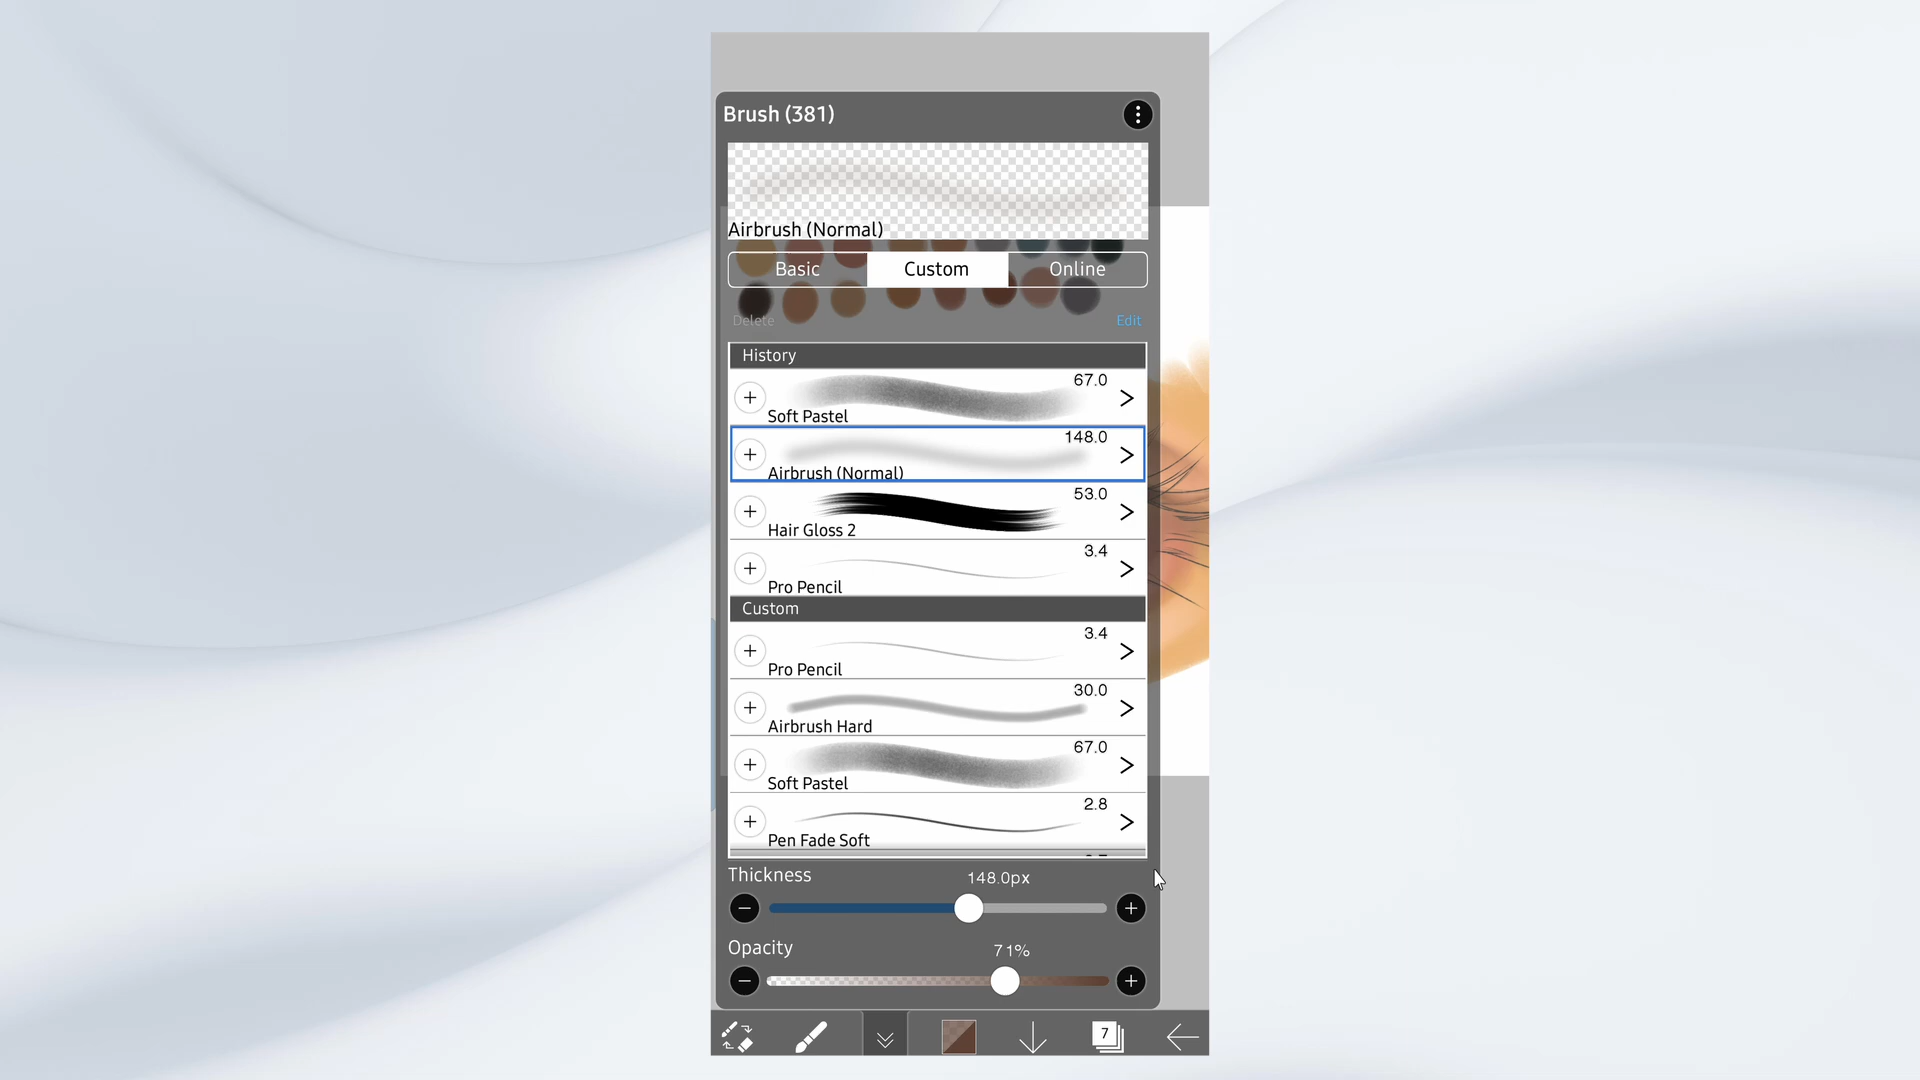 Brush (381)
Airbrush (Normal)
Basic
Custom
Online
Delete
Edit
History
67.0
Soft Pastel
148.0
Airbrush (Normal)
53.0
Hair Gloss 2
3.4
Pro Pencil
Custom
3.4
Pro Pencil
30.0
Airbrush Hard
67.0
Soft Pastel
2.8
Pen Fade Soft
Thickness
148.0px
Opacity
71%
7